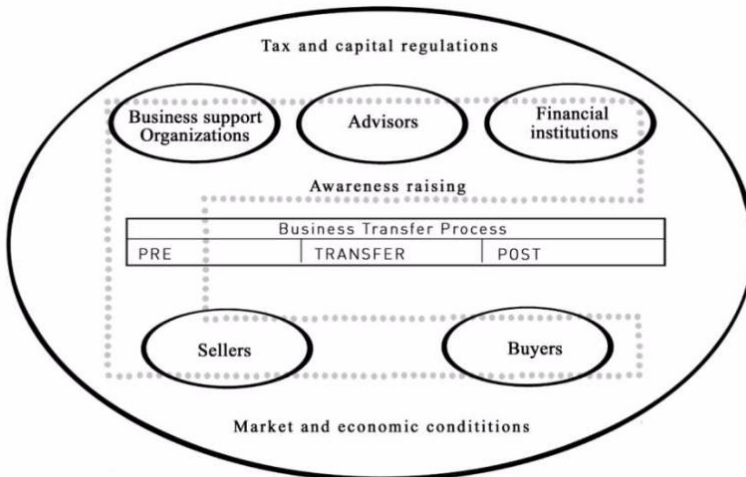 Tax and capital regulations
Business support
Organizations
Advisors
Financial
institutions
Awareness raising
Business Transfer Process
PRE
TRANSFER
POST
Sellers
Buyers
Market and economic condititions